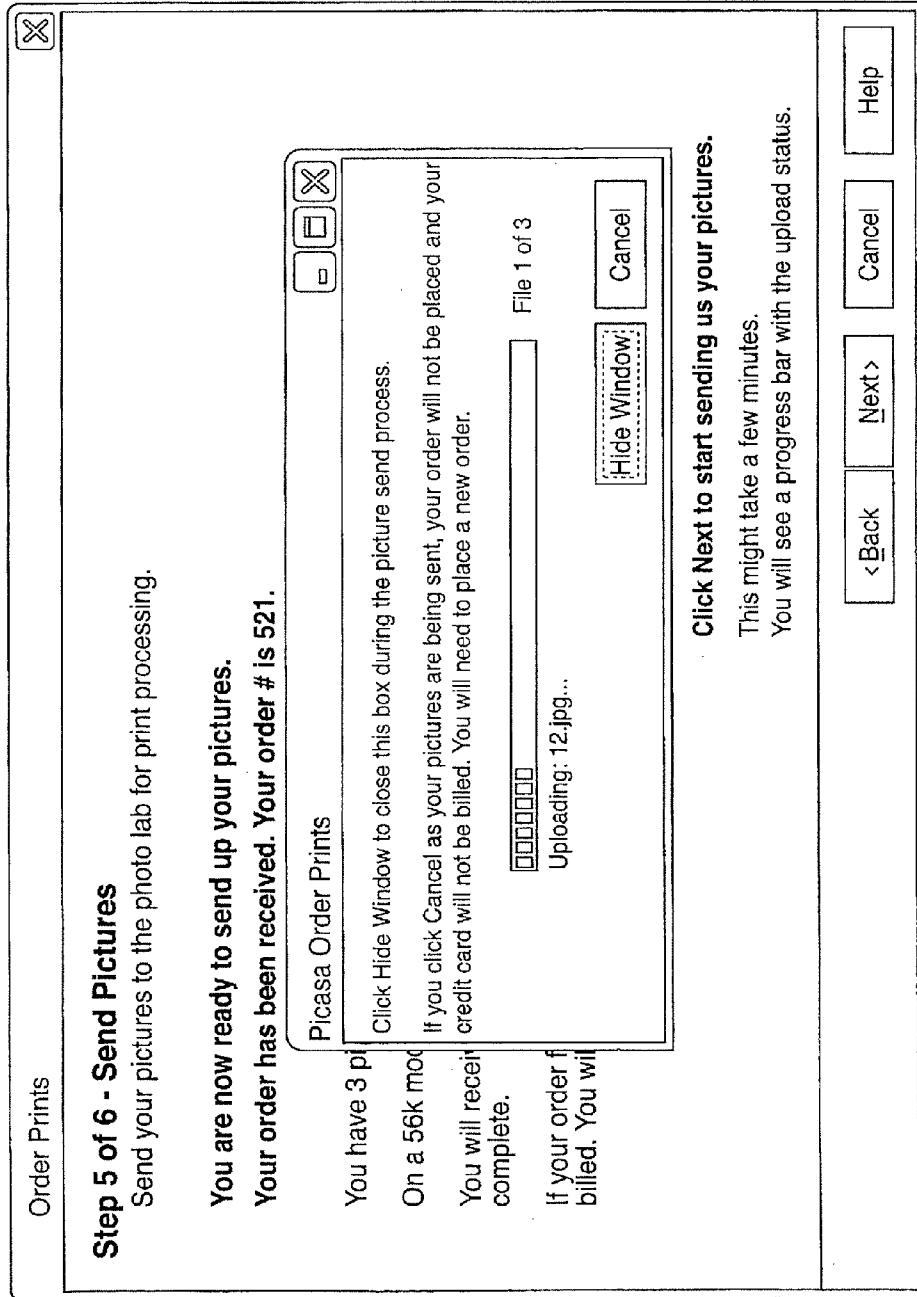 Order Prints
Step 5 of 6 - Send Pictures
Send your pictures to the photo lab for print processing.
You are now ready to send up your pictures.
Your order has been received. Your order # is 521.
Picasa Order Prints
You have 3 pi
Click Hide Window to close this box during the picture send process.
On a 56k mod
If you click Cancel as your pictures are being sent, your order will not be placed and your
credit card will not be billed. You will need to place a new order.
You will receiv
complete.
File 1 of 3
Uploading: 12.jpg...
If your order f
billed. You wil
Hide Window
Cancel
Click Next to start sending us your pictures.
This might take a few minutes.
You will see a progress bar with the upload status.
<Back
Next>
Cancel
Help